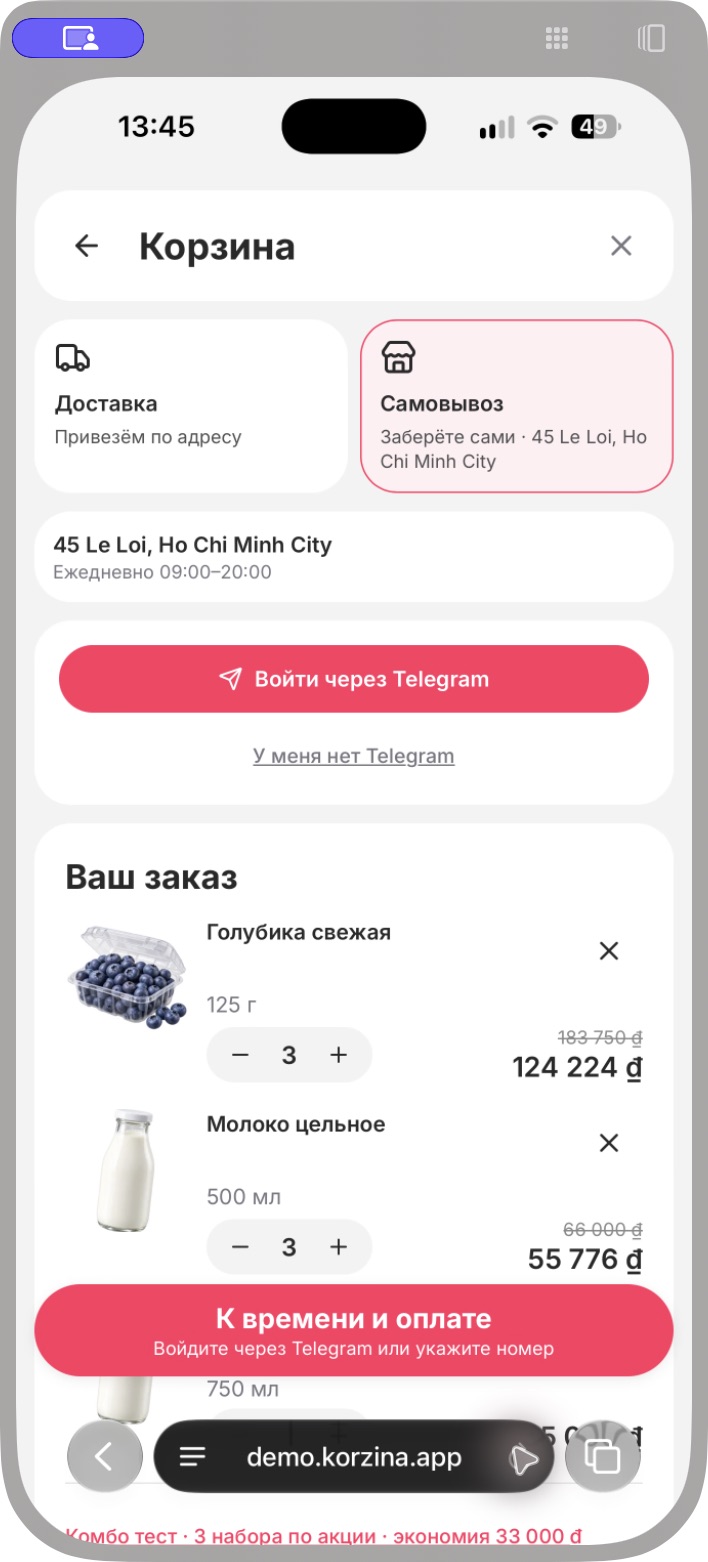 13:45
49
Корзина
Доставка
Привезём по адресу
Самовывоз
Заберёте сами · 45 Le Loi, Ho
Chi Minh City
45 Le Loi, Ho Chi Minh City
Ежедневно 09:00–20:00
Войти через Telegram
У меня нет Telegram
Ваш заказ
Голубика свежая
125 г
183 750 ₫
3
124 224 ₫
Молоко цельное
500 мл
66 000 ₫
3
55 776 ₫
К времени и оплате
Войдите через Telegram или укажите номер
750 мл
demo.korzina.app
Комбо тест · 3 набора по акции · экономия 33 000 ₫